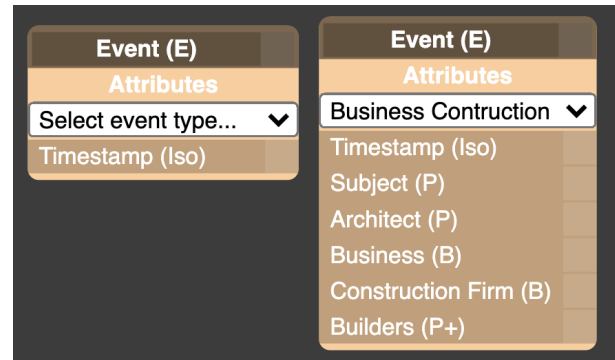 Event (E)
Attributes
Select event type...
Timestamp (Iso)
Event (E)
Attributes
Business Contruction
Timestamp (Iso)
Subject (P)
Architect (P)
Business (B)
Construction Firm (B)
Builders (P+)